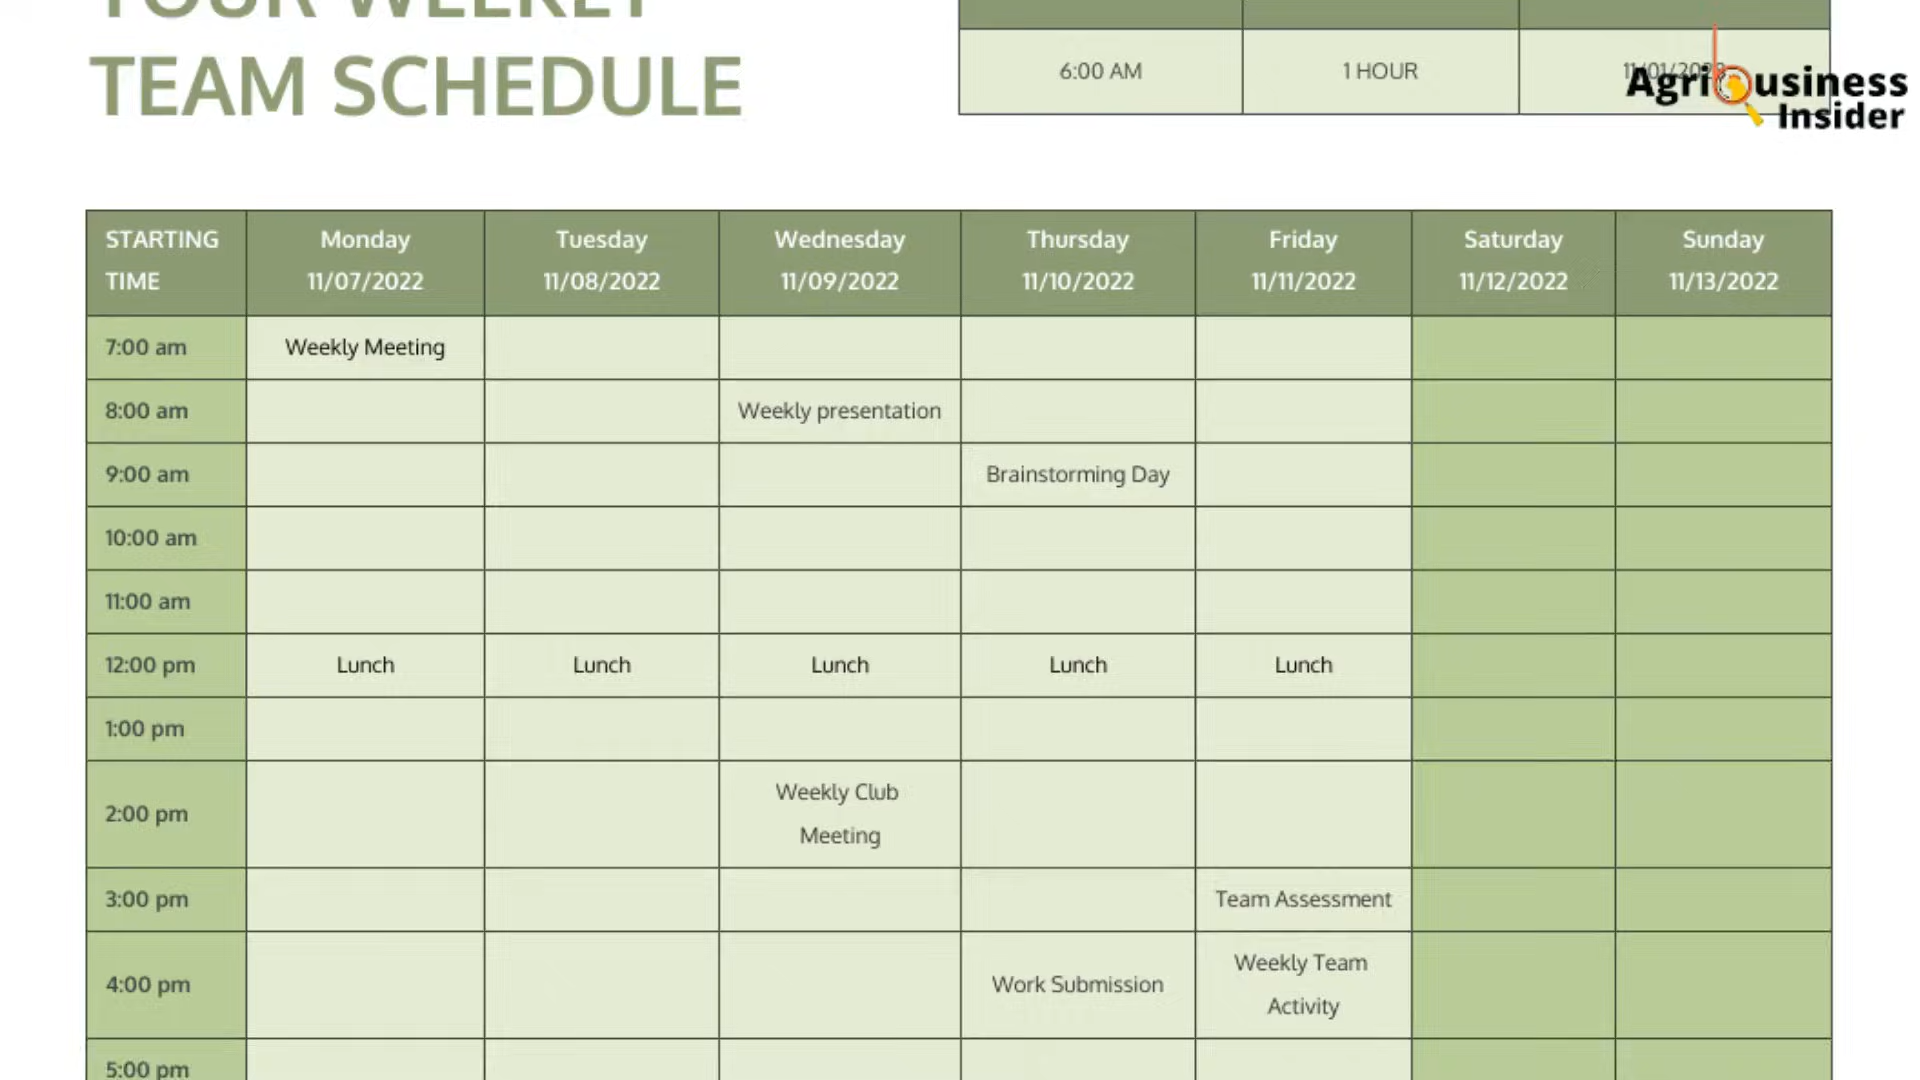 YOUR WEEKLY
TEAM SCHEDULE
6:00 AM 1 HOUR
Agribusiness
Insider
STARTING TIME Monday 11/07/2022 Tuesday 11/08/2022 Wednesday 11/09/2022 Thursday 11/10/2022 Friday 11/11/2022 Saturday 11/12/2022 Sunday 11/13/2022
7:00 am Weekly Meeting
8:00 am Weekly presentation
9:00 am Brainstorming Day
10:00 am
11:00 am
12:00 pm Lunch Lunch Lunch Lunch Lunch
1:00 pm
2:00 pm Weekly Club Meeting
3:00 pm Team Assessment
4:00 pm Work Submission Weekly Team Activity
5:00 pm